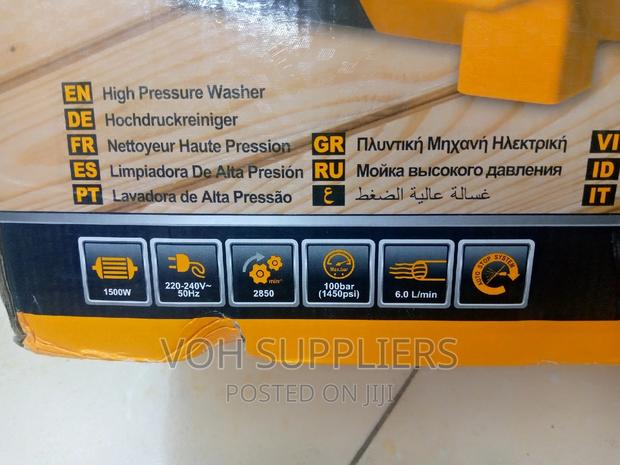 EN High Pressure Washer
DE Hochdruckreiniger
FR Nettoyeur Haute Pression
ES Limpiadora De Alta Presión
PT Lavadora de Alta Pressão
GR Πλυντική Μηχανή Ηλεκτρική
RU Мойка высокого давления
ع غسالة عالية الضغط
VI
ID
IT
1500W
220-240V~
50Hz
min⁻¹
2850
Max.bar
100bar
(1450psi)
6.0 L/min
AUTO STOP SYSTEM
VOH SUPPLIERS
POSTED ON JIJI